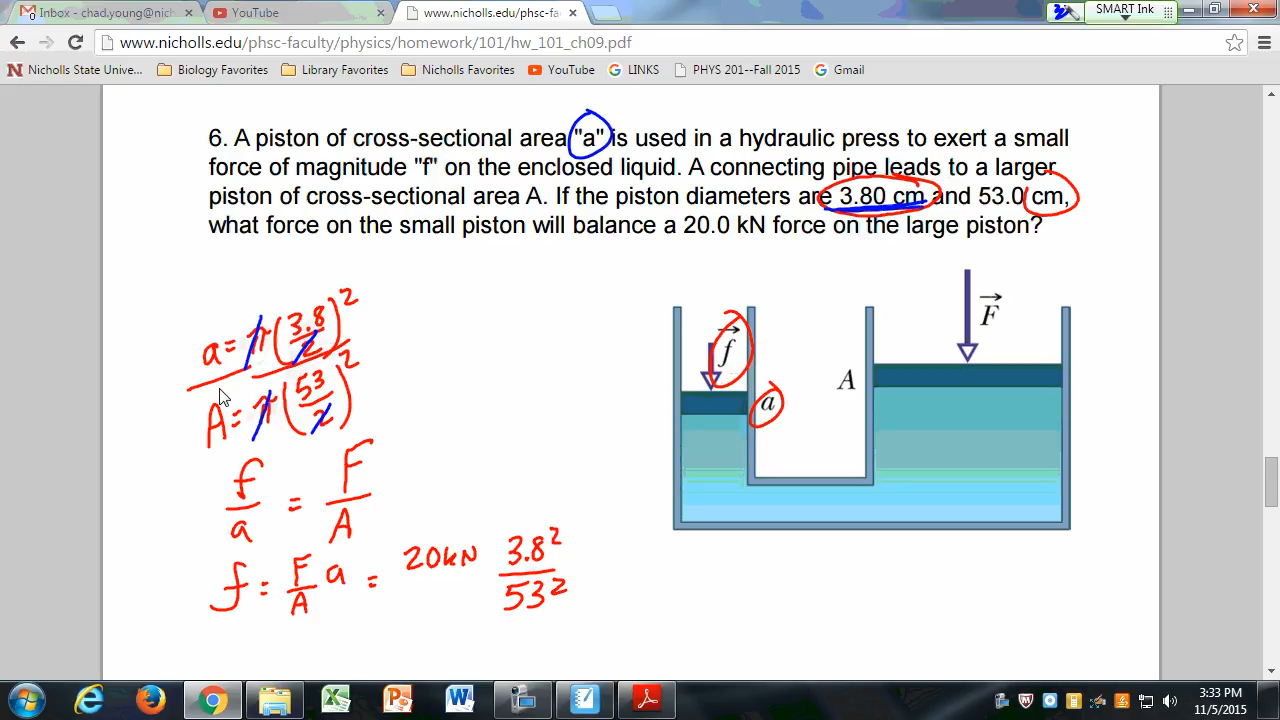 Inbox - chad.young@nich
YouTube
www.nicholls.edu/phsc-fa
SMART Ink
www.nicholls.edu/phsc-faculty/physics/homework/101/hw_101_ch09.pdf
Nicholls State Unive... Biology Favorites Library Favorites Nicholls Favorites YouTube LINKS PHYS 201--Fall 2015 Gmail
6. A piston of cross-sectional area "a" is used in a hydraulic press to exert a small
force of magnitude "f" on the enclosed liquid. A connecting pipe leads to a larger
piston of cross-sectional area A. If the piston diameters are 3.80 cm and 53.0 cm,
what force on the small piston will balance a 20.0 kN force on the large piston?
a = π(3.8/2)²
A = π(53/2)²
f/a = F/A
f = F/A a = 20kN 3.8²/53²
f
a
A
F
3:33 PM
11/5/2015